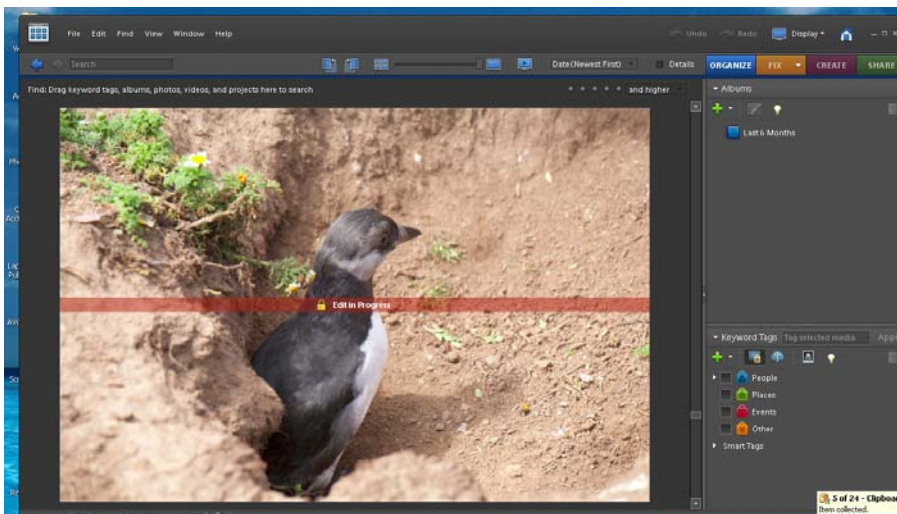 File Edit Find View Window Help
Undo Redo Display
Search
Date (Newest First)
Details
ORGANIZE FIX CREATE SHARE
Find: Drag keyword tags, albums, photos, videos, and projects here to search
and higher
Albums
Last 6 Months
Edit in Progress
Keyword Tags Tag selected media
People
Places
Events
Other
Smart Tags
5 of 24 - Clipboa
Item collected.